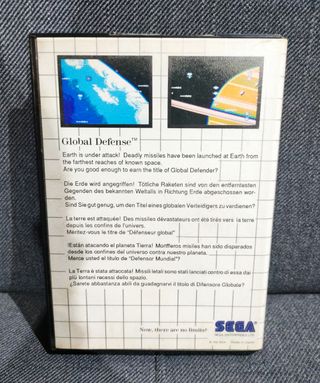 Global Defense™
Earth is under attack! Deadly missiles have been launched at Earth from
the farthest reaches of known space.
Are you good enough to earn the title of Global Defender?
Die Erde wird angegriffen! Tötliche Raketen sind von den entferntesten
Gegenden des bekannten Weltalls in Richtung Erde abgeschossen wor-
den.
Sind Sie gut genug, um den Titel eines globalen Verteidigers zu verdienen?
La terre est attaquée! Des missiles dévastateurs ont été tirés vers la terre
depuis les confins de l'univers.
Méritez-vous le titre de "Défenseur global"
¡Están atacando el planeta Tierra! Mortíferos misiles han sido disparados
desde los confines del universo contra nuestro planeta.
Merce usted el título de "Defensor Mundial"?
La Terra è stata attaccata! Missili letali sono stati lanciati contro di essa dai
più lontani recessi dello spazio.
¿Sarete abbastanza abili da guadagnare il titolo di Difensore Globale?
Now, there are no limits!
SEGA